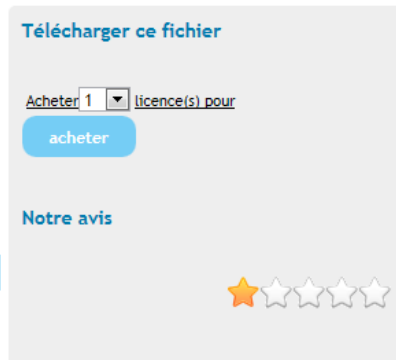 Télécharger ce fichier
Acheter 1 licence(s) pour
acheter
Notre avis